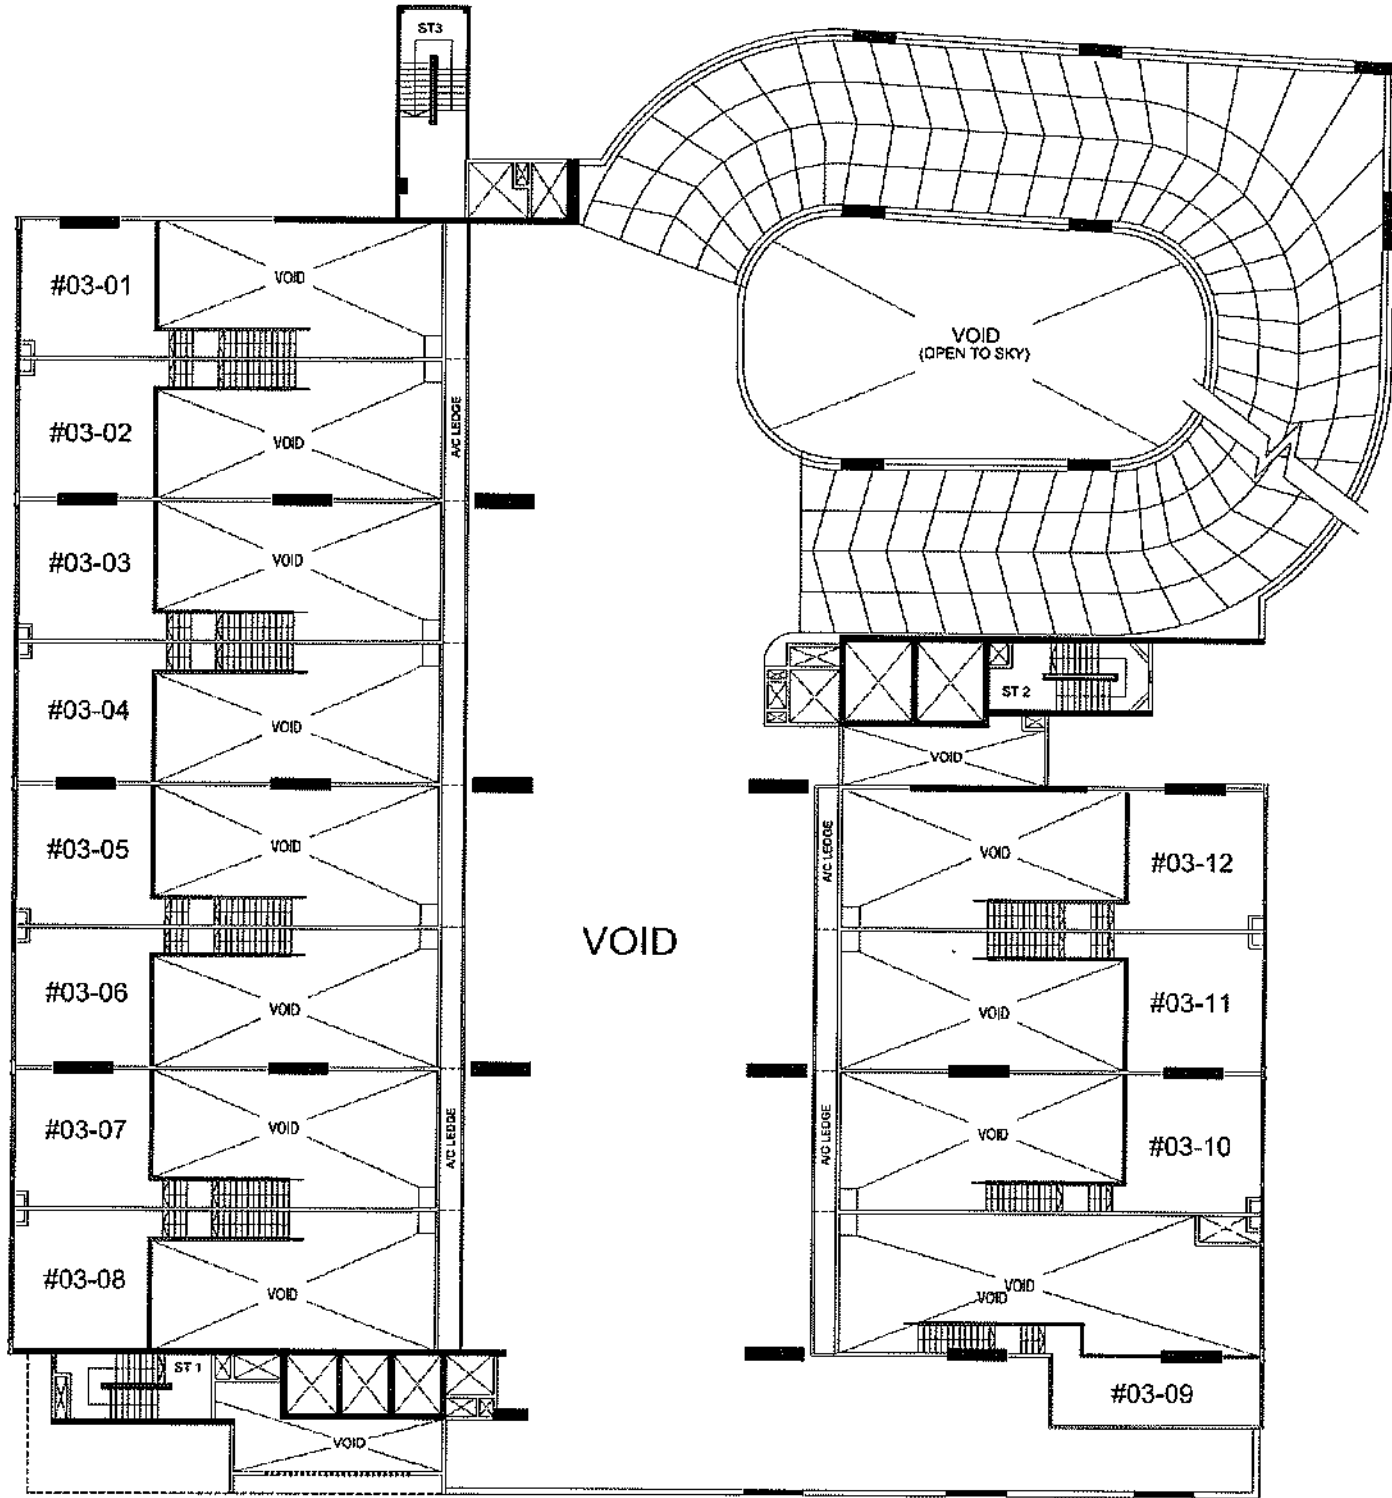 ST3
#03-01
VOID
VOID
(OPEN TO SKY)
#03-02
VOID
A/C LEDGE
#03-03
VOID
#03-04
VOID
ST 2
VOID
#03-05
VOID
A/C LEDGE
VOID
#03-12
VOID
#03-06
VOID
VOID
#03-11
#03-07
VOID
A/C LEDGE
A/C LEDGE
VOID
#03-10
#03-08
VOID
VOID
VOID
ST 1
#03-09
VOID